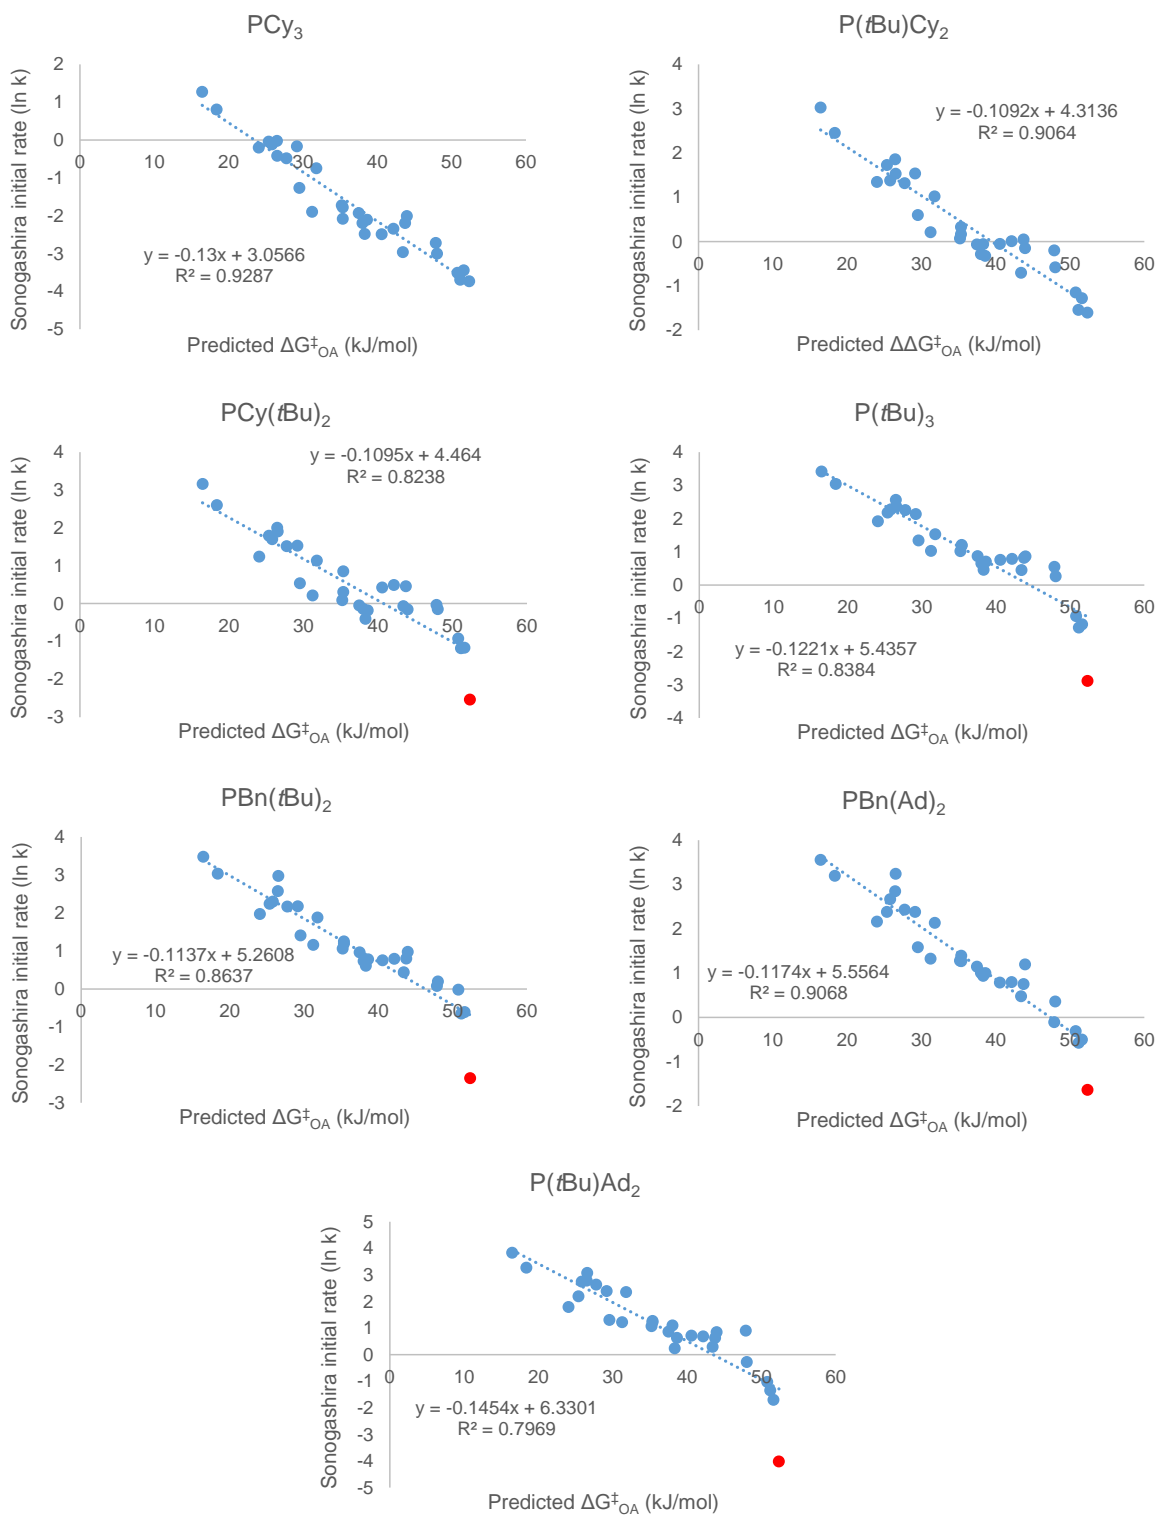 PCy₃
Sonogashira initial rate (ln k)
2
1
0
-1
-2
-3
-4
-5
0 10 20 30 40 50 60
y = -0.13x + 3.0566
R² = 0.9287
Predicted ΔG‡OA (kJ/mol)
P(tBu)Cy₂
Sonogashira initial rate (ln k)
4
3
2
1
0
-1
-2
0 10 20 30 40 50 60
y = -0.1092x + 4.3136
R² = 0.9064
Predicted ΔΔG‡OA (kJ/mol)
PCy(tBu)₂
Sonogashira initial rate (ln k)
4
3
2
1
0
-1
-2
-3
0 10 20 30 40 50 60
y = -0.1095x + 4.464
R² = 0.8238
Predicted ΔG‡OA (kJ/mol)
P(tBu)₃
Sonogashira initial rate (ln k)
4
3
2
1
0
-1
-2
-3
-4
0 10 20 30 40 50 60
y = -0.1221x + 5.4357
R² = 0.8384
Predicted ΔG‡OA (kJ/mol)
PBn(tBu)₂
Sonogashira initial rate (ln k)
4
3
2
1
0
-1
-2
-3
0 10 20 30 40 50 60
y = -0.1137x + 5.2608
R² = 0.8637
Predicted ΔG‡OA (kJ/mol)
PBn(Ad)₂
Sonogashira initial rate (ln k)
4
3
2
1
0
-1
-2
0 10 20 30 40 50 60
y = -0.1174x + 5.5564
R² = 0.9068
Predicted ΔG‡OA (kJ/mol)
P(tBu)Ad₂
Sonogashira initial rate (ln k)
5
4
3
2
1
0
-1
-2
-3
-4
-5
0 10 20 30 40 50 60
y = -0.1454x + 6.3301
R² = 0.7969
Predicted ΔG‡OA (kJ/mol)